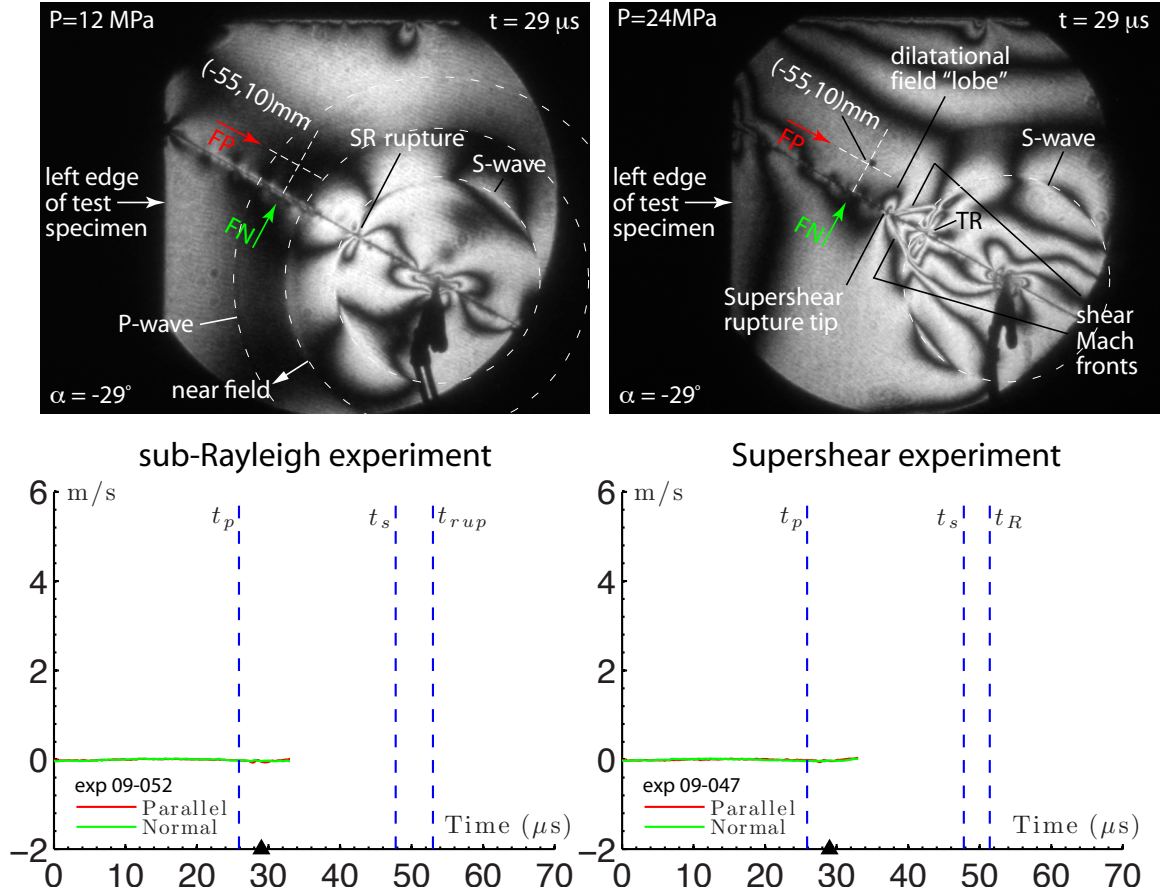 P=12 MPa
t = 29 μs
(-55,10)mm
FP
SR rupture
S-wave
left edge
of test
specimen
FN
P-wave
near field
α = -29°
P=24MPa
t = 29 μs
dilatational
field “lobe”
(-55,10)mm
S-wave
FP
left edge
of test
specimen
TR
FN
Supershear
rupture tip
shear
Mach
fronts
α = -29°
sub-Rayleigh experiment
6
m/s
t_p
t_s
t_rup
4
2
0
exp 09-052
Parallel
Normal
Time (μs)
−2
0 10 20 30 40 50 60 70
Supershear experiment
6
m/s
t_p
t_s
t_R
4
2
0
exp 09-047
Parallel
Normal
Time (μs)
−2
0 10 20 30 40 50 60 70